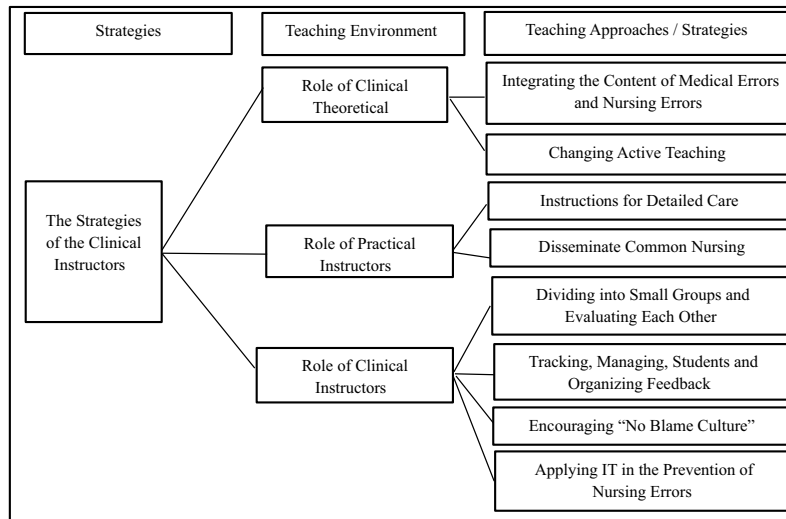 Strategies
Teaching Environment
Teaching Approaches / Strategies
The Strategies
of the Clinical
Instructors
Role of Clinical
Theoretical
Integrating the Content of Medical Errors
and Nursing Errors
Changing Active Teaching
Role of Practical
Instructors
Instructions for Detailed Care
Disseminate Common Nursing
Role of Clinical
Instructors
Dividing into Small Groups and
Evaluating Each Other
Tracking, Managing, Students and
Organizing Feedback
Encouraging “No Blame Culture”
Applying IT in the Prevention of
Nursing Errors